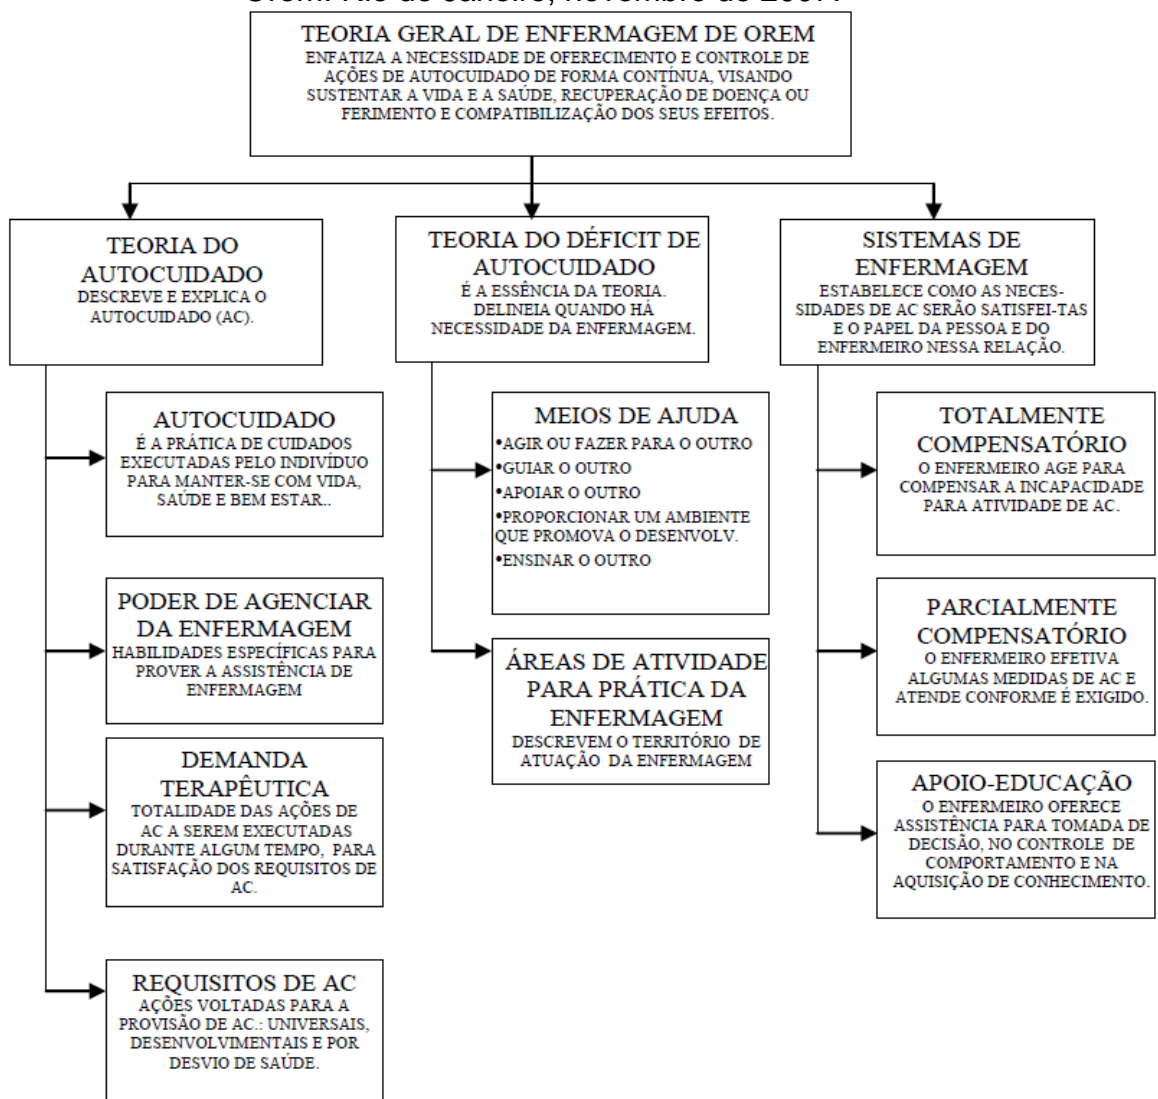 Orem. Rio de Janeiro, novembro de 2007.
TEORIA GERAL DE ENFERMAGEM DE OREM
ENFATIZA A NECESSIDADE DE OFERECIMENTO E CONTROLE DE
AÇÕES DE AUTOCUIDADO DE FORMA CONTÍNUA, VISANDO
SUSTENTAR A VIDA E A SAÚDE, RECUPERAÇÃO DE DOENÇA OU
FERIMENTO E COMPATIBILIZAÇÃO DOS SEUS EFEITOS.
TEORIA DO
AUTOCUIDADO
DESCREVE E EXPLICA O
AUTOCUIDADO (AC).
AUTOCUIDADO
É A PRÁTICA DE CUIDADOS
EXECUTADAS PELO INDIVÍDUO
PARA MANTER-SE COM VIDA,
SAÚDE E BEM ESTAR..
PODER DE AGENCIAR
DA ENFERMAGEM
HABILIDADES ESPECÍFICAS PARA
PROVER A ASSISTÊNCIA DE
ENFERMAGEM
DEMANDA
TERAPÊUTICA
TOTALIDADE DAS AÇÕES DE
AC A SEREM EXECUTADAS
DURANTE ALGUM TEMPO, PARA
SATISFAÇÃO DOS REQUISITOS DE
AC.
REQUISITOS DE AC
AÇÕES VOLTADAS PARA A
PROVISÃO DE AC.: UNIVERSAIS,
DESENVOLVIMENTAIS E POR
DESVIO DE SAÚDE.
TEORIA DO DÉFICIT DE
AUTOCUIDADO
É A ESSÊNCIA DA TEORIA.
DELINEIA QUANDO HÁ
NECESSIDADE DA ENFERMAGEM.
MEIOS DE AJUDA
•AGIR OU FAZER PARA O OUTRO
•GUIAR O OUTRO
•APOIAR O OUTRO
•PROPORCIONAR UM AMBIENTE
QUE PROMOVA O DESENVOLV.
•ENSINAR O OUTRO
ÁREAS DE ATIVIDADE
PARA PRÁTICA DA
ENFERMAGEM
DESCREVEM O TERRITÓRIO DE
ATUAÇÃO DA ENFERMAGEM
SISTEMAS DE
ENFERMAGEM
ESTABELECE COMO AS NECES-
SIDADES DE AC SERÃO SATISFEI-TAS
E O PAPEL DA PESSOA E DO
ENFERMEIRO NESSA RELAÇÃO.
TOTALMENTE
COMPENSATÓRIO
O ENFERMEIRO AGE PARA
COMPENSAR A INCAPACIDADE
PARA ATIVIDADE DE AC.
PARCIALMENTE
COMPENSATÓRIO
O ENFERMEIRO EFETIVA
ALGUMAS MEDIDAS DE AC E
ATENDE CONFORME É EXIGIDO.
APOIO-EDUCAÇÃO
O ENFERMEIRO OFERECE
ASSISTÊNCIA PARA TOMADA DE
DECISÃO, NO CONTROLE DE
COMPORTAMENTO E NA
AQUISIÇÃO DE CONHECIMENTO.